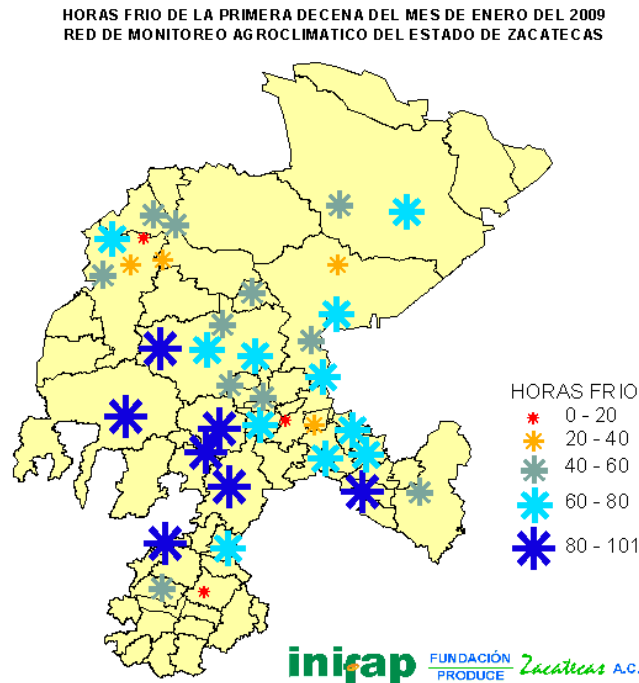 HORAS FRIO DE LA PRIMERA DECENA DEL MES DE ENERO DEL 2009
RED DE MONITOREO AGROCLIMATICO DEL ESTADO DE ZACATECAS
HORAS FRIO
0 - 20
20 - 40
40 - 60
60 - 80
80 - 101
inifap
FUNDACIÓN
PRODUCE
Zacatecas A.C.